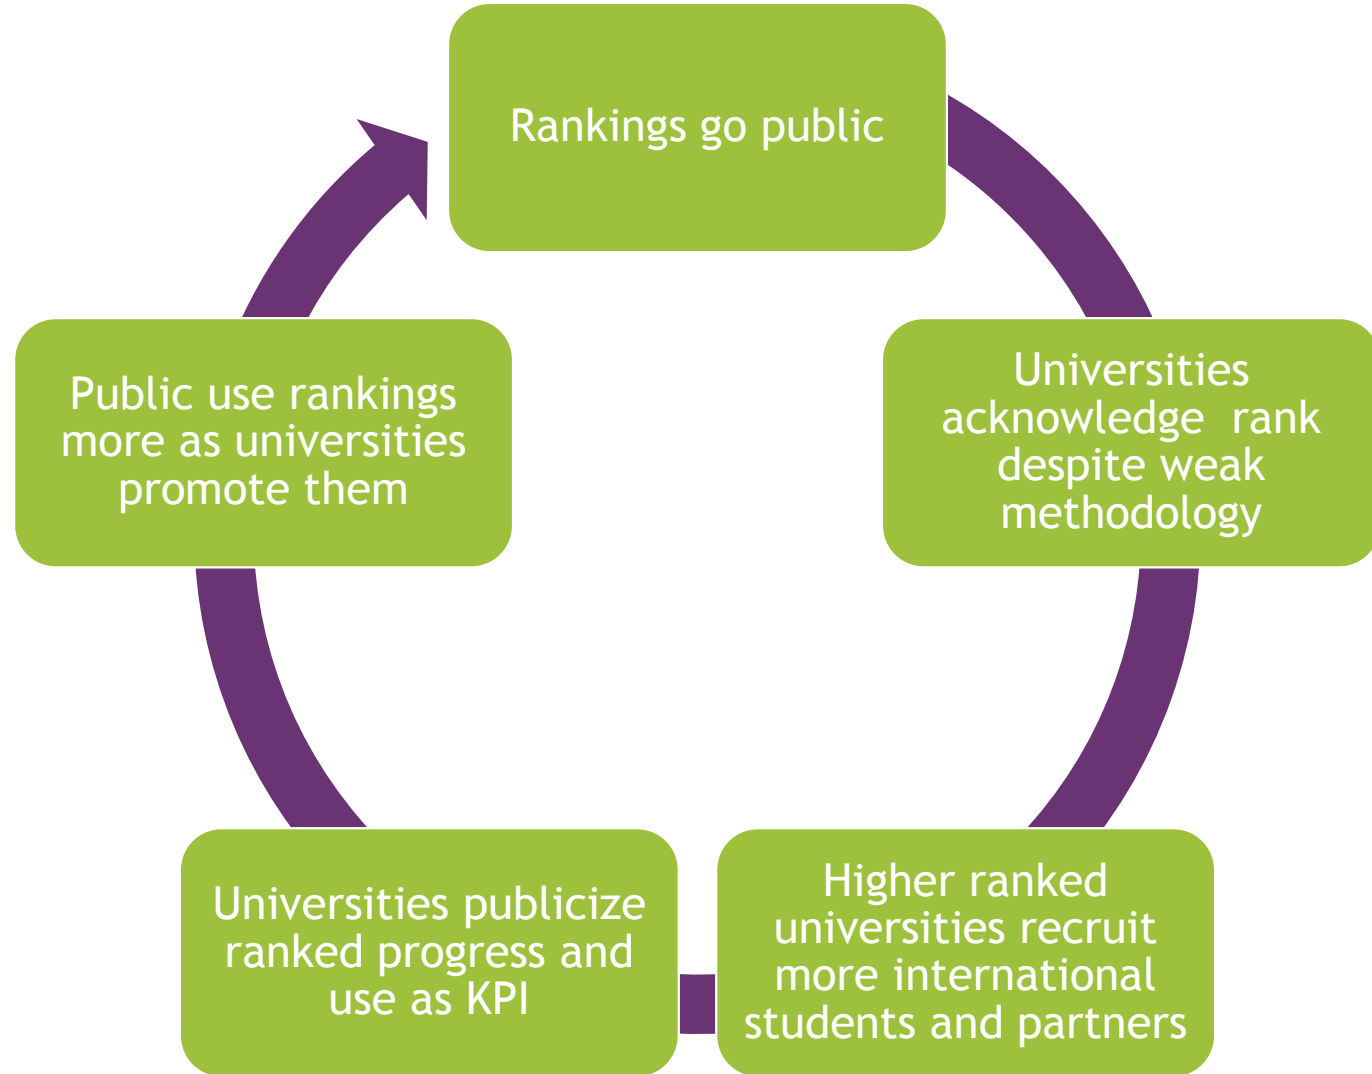 Rankings go public
Universities
acknowledge  rank
despite weak
methodology
Higher ranked
universities recruit
more international
students and partners
Universities publicize
ranked progress and
use as KPI
Public use rankings
more as universities
promote them